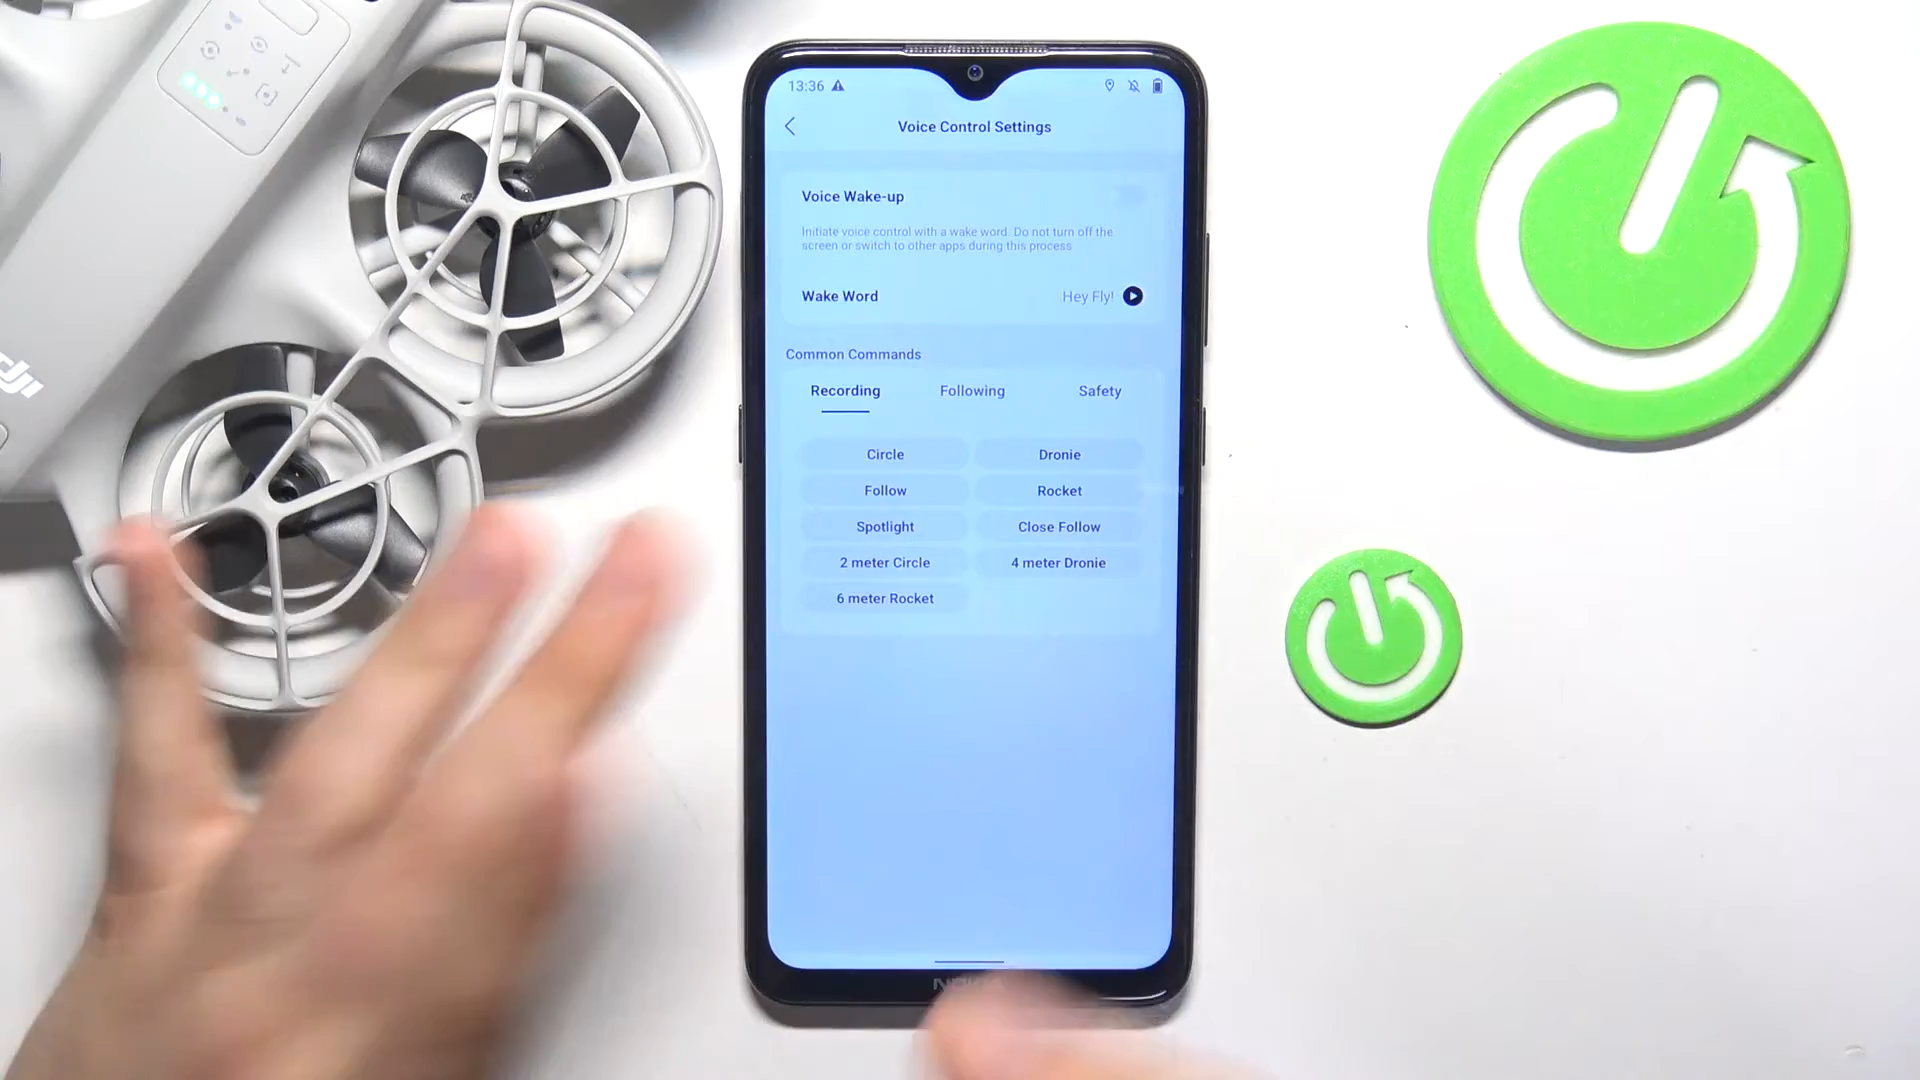 dji
13:36
Voice Control Settings
Voice Wake-up
Initiate voice control with a wake word. Do not turn off the
screen or switch to other apps during this process
Wake Word
Hey Fly!
Common Commands
Recording
Following
Safety
Circle
Dronie
Follow
Rocket
Spotlight
Close Follow
2 meter Circle
4 meter Dronie
6 meter Rocket